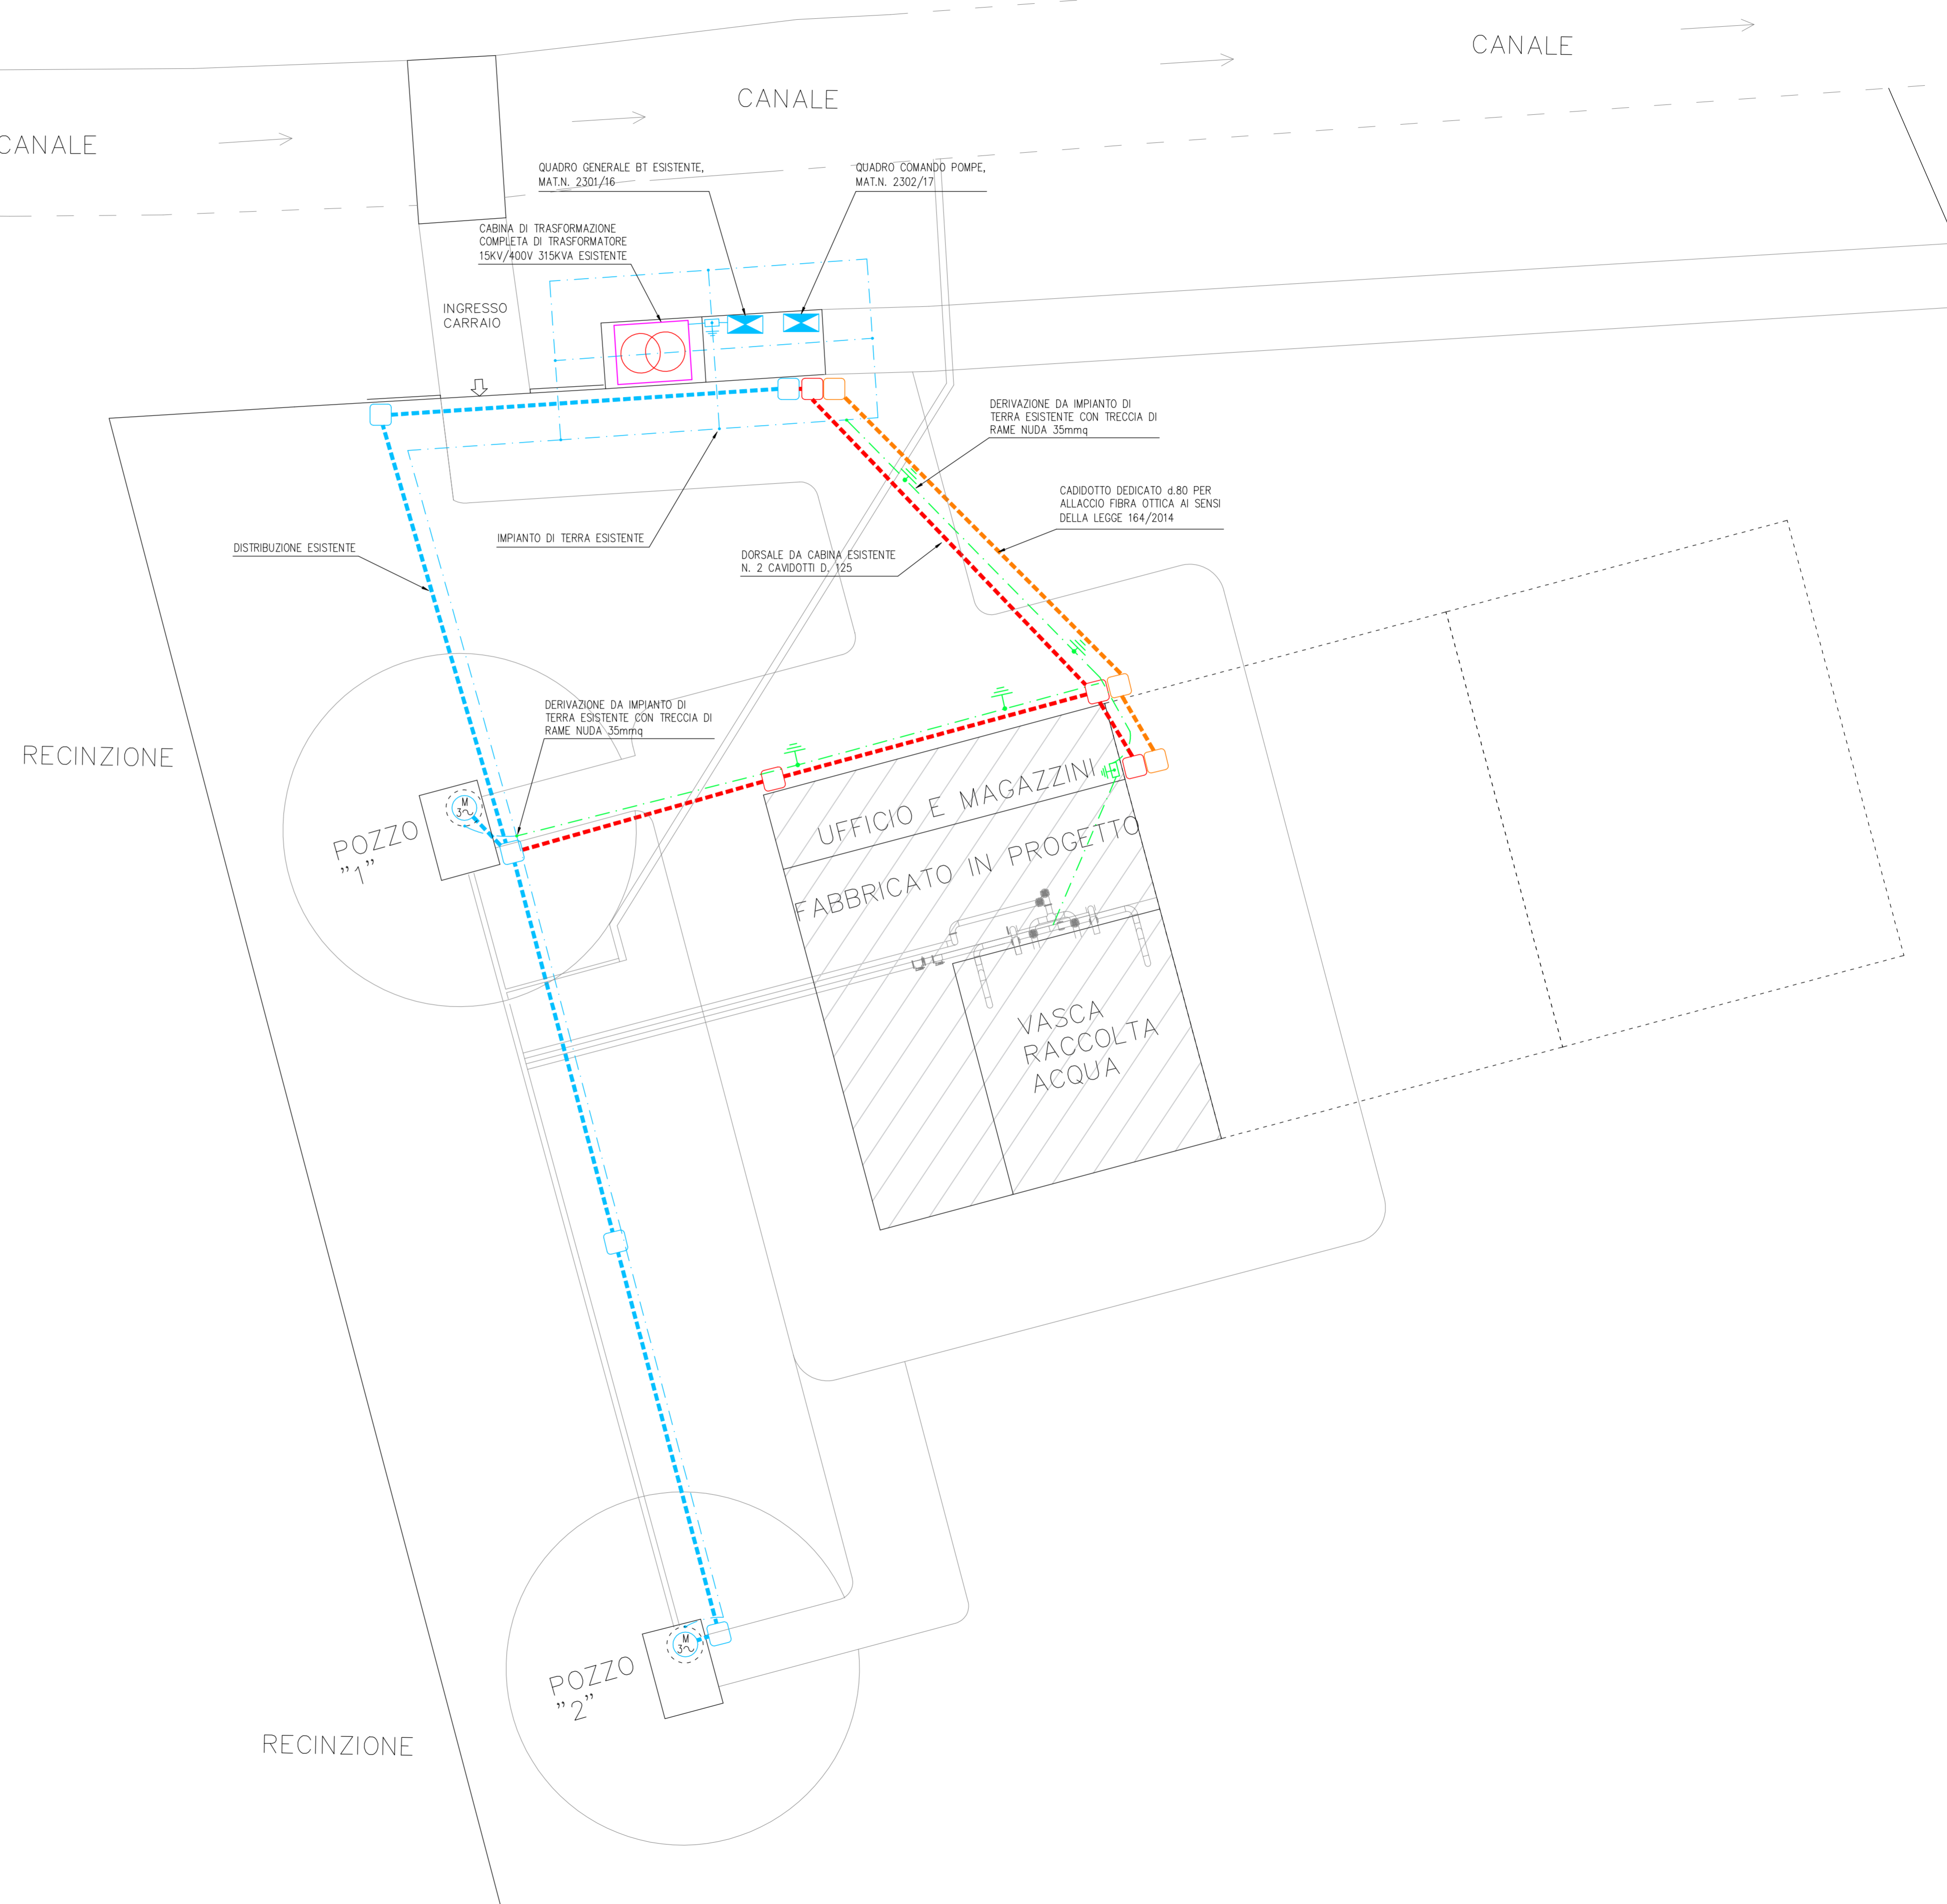 CANALE
CANALE
CANALE
QUADRO GENERALE BT ESISTENTE,
MAT.N. 2301/16
QUADRO COMANDO POMPE,
MAT.N. 2302/17
CABINA DI TRASFORMAZIONE
COMPLETA DI TRASFORMATORE
15KV/400V 315KVA ESISTENTE
INGRESSO
CARRAIO
DERIVAZIONE DA IMPIANTO DI
TERRA ESISTENTE CON TRECCIA DI
RAME NUDA 35mmq
CADIDOTTO DEDICATO d.80 PER
ALLACCIO FIBRA OTTICA AI SENSI
DELLA LEGGE 164/2014
IMPIANTO DI TERRA ESISTENTE
DISTRIBUZIONE ESISTENTE
DORSALE DA CABINA ESISTENTE
N. 2 CAVIDOTTI D. 125
DERIVAZIONE DA IMPIANTO DI
TERRA ESISTENTE CON TRECCIA DI
RAME NUDA 35mmq
RECINZIONE
M
3~
POZZO
"1"
UFFICIO E MAGAZZINI
FABBRICATO IN PROGETTO
VASCA
RACCOLTA
ACQUA
M
3~
POZZO
"2"
RECINZIONE